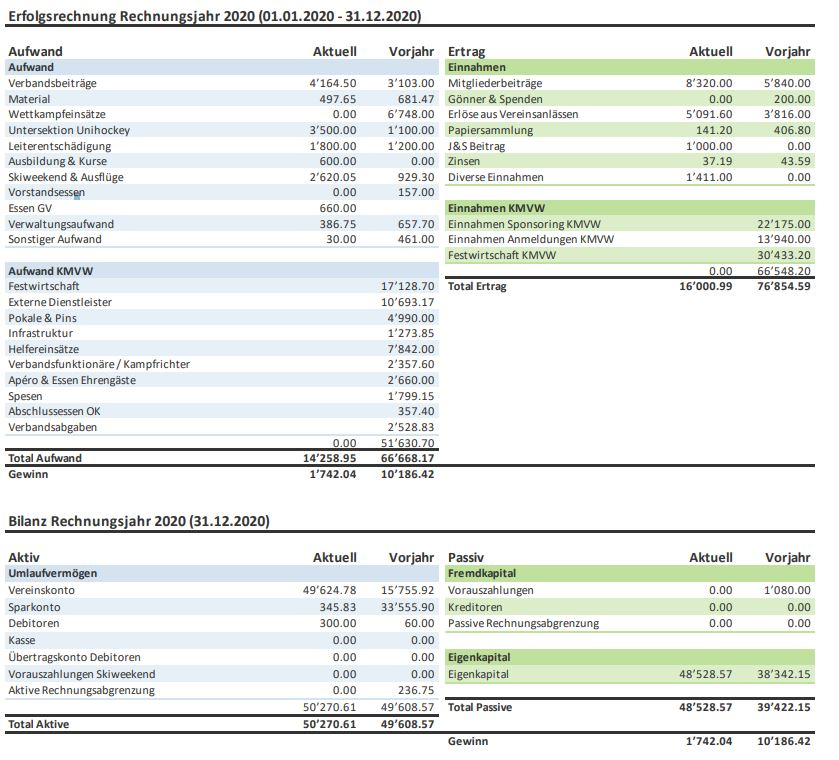 Erfolgsrechnung Rechnungsjahr 2020 (01.01.2020 - 31.12.2020)
Aufwand Aktuell Vorjahr Ertrag Aktuell Vorjahr
Aufwand Einnahmen
Verbandsbeiträge 4’164.50 3’103.00 Mitgliederbeiträge 8’320.00 5’840.00
Material 497.65 681.47 Gönner & Spenden 0.00 200.00
Wettkampfeinsätze 0.00 6’748.00 Erlöse aus Vereinsanlässen 5’091.60 3’816.00
Untersektion Unihockey 3’500.00 1’100.00 Papiersammlung 141.20 406.80
Leiterentschädigung 1’800.00 1’200.00 J&S Beitrag 1’000.00 0.00
Ausbildung & Kurse 600.00 0.00 Zinsen 37.19 43.59
Skiweekend & Ausflüge 2’620.05 929.30 Diverse Einnahmen 1’411.00 0.00
Vorstandsessen 0.00 157.00
Essen GV 660.00 Einnahmen KMVW
Verwaltungsaufwand 386.75 657.70 Einnahmen Sponsoring KMVW 22’175.00
Sonstiger Aufwand 30.00 461.00 Einnahmen Anmeldungen KMVW 13’940.00
Festwirtschaft KMVW 30’433.20
Aufwand KMVW 0.00 66’548.20
Festwirtschaft 17’128.70 Total Ertrag 16’000.99 76’854.59
Externe Dienstleister 10’693.17
Pokale & Pins 4’990.00
Infrastruktur 1’273.85
Helfereinsätze 7’842.00
Verbandsfunktionäre / Kampfrichter 2’357.60
Apéro & Essen Ehrengäste 2’660.00
Spesen 1’799.15
Abschlussessen OK 357.40
Verbandsabgaben 2’528.83
0.00 51’630.70
Total Aufwand 14’258.95 66’668.17
Gewinn 1’742.04 10’186.42
Bilanz Rechnungsjahr 2020 (31.12.2020)
Aktiv Aktuell Vorjahr Passiv Aktuell Vorjahr
Umlaufvermögen Fremdkapital
Vereinskonto 49’624.78 15’755.92 Vorauszahlungen 0.00 1’080.00
Sparkonto 345.83 33’555.90 Kreditoren 0.00 0.00
Debitoren 300.00 60.00 Passive Rechnungsabgrenzung 0.00 0.00
Kasse 0.00 0.00
Übertragskonto Debitoren 0.00 0.00 Eigenkapital
Vorauszahlungen Skiweekend 0.00 0.00 Eigenkapital 48’528.57 38’342.15
Aktive Rechnungsabgrenzung 0.00 236.75
50’270.61 49’608.57 Total Passive 48’528.57 39’422.15
Total Aktive 50’270.61 49’608.57
Gewinn 1’742.04 10’186.42